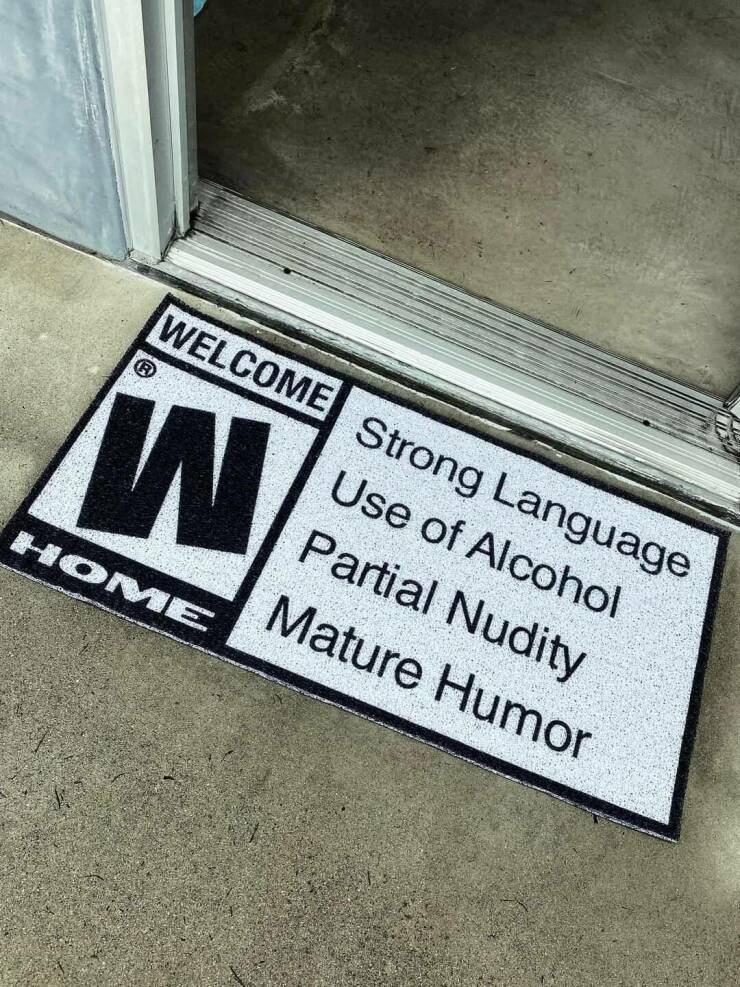 WELCOME
W®
HOME
Strong Language
Use of Alcohol
Partial Nudity
Mature Humor